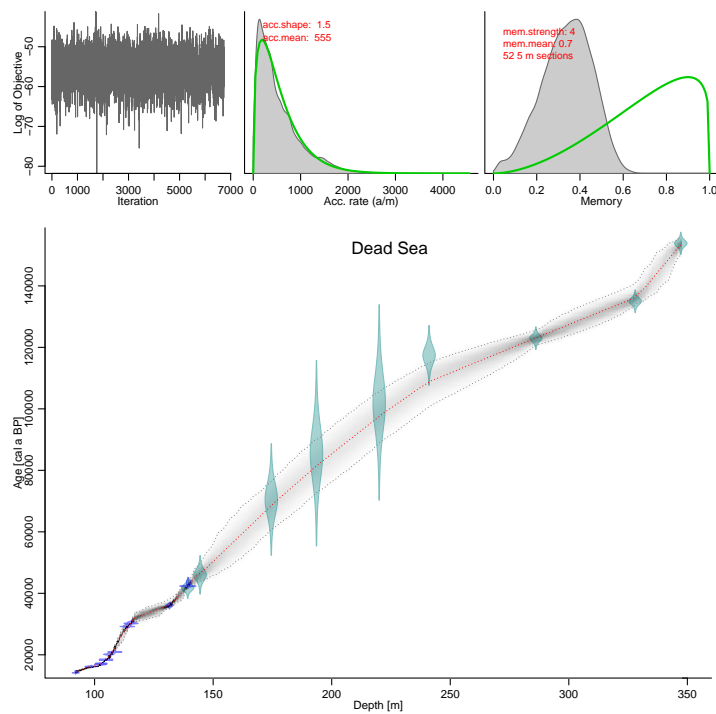 Log of Objective
−50
−60
−70
−80
0 1000 3000 5000 7000
Iteration
acc.shape: 1.5
acc.mean: 555
0 1000 2000 3000 4000
Acc. rate (a/m)
mem.strength: 4
mem.mean: 0.7
52 5 m sections
0.0 0.2 0.4 0.6 0.8 1.0
Memory
Dead Sea
Age [cal a BP]
140000
120000
100000
80000
60000
40000
20000
100 150 200 250 300 350
Depth [m]